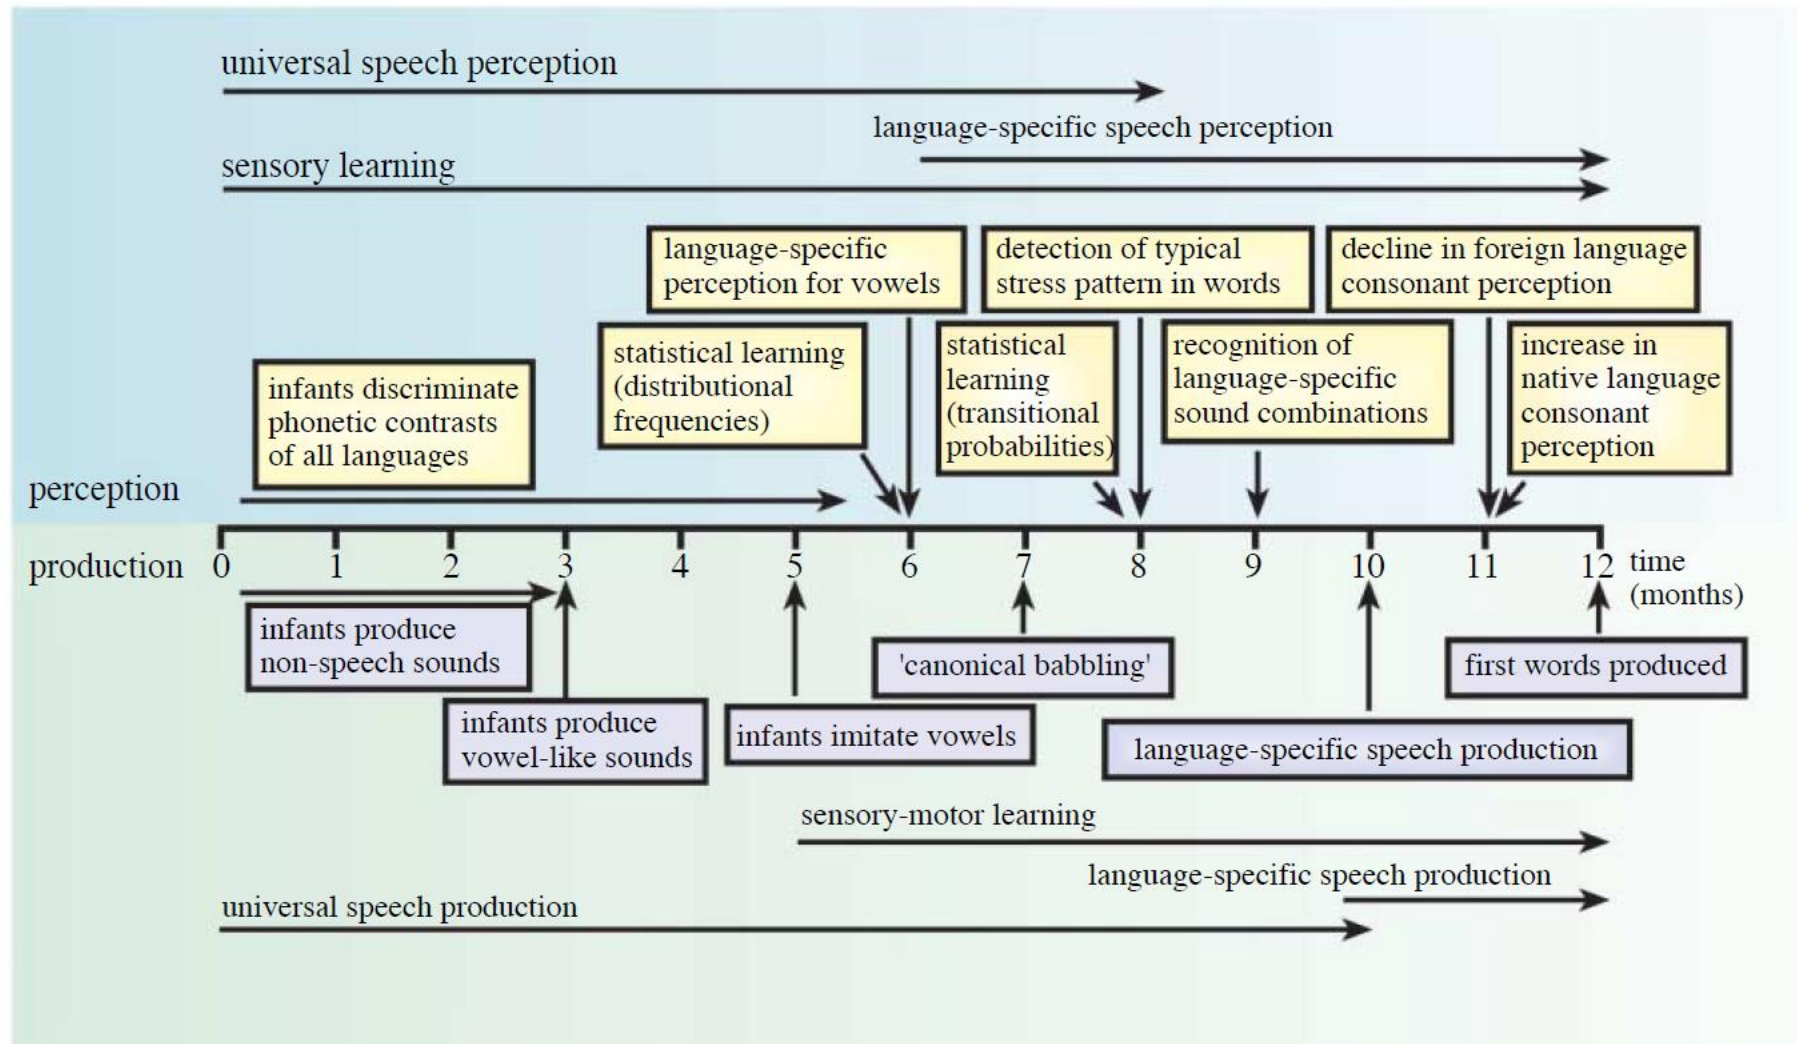 universal speech perception
language-specific speech perception
sensory learning
language-specific
perception for vowels
detection of typical
stress pattern in words
decline in foreign language
consonant perception
infants discriminate
phonetic contrasts
of all languages
statistical learning
(distributional
frequencies)
statistical
learning
(transitional
probabilities)
recognition of
language-specific
sound combinations
increase in
native language
consonant
perception
perception
production
0 1 2 3 4 5 6 7 8 9 10 11 12
time
(months)
infants produce
non-speech sounds
infants produce
vowel-like sounds
infants imitate vowels
'canonical babbling'
language-specific speech production
first words produced
sensory-motor learning
language-specific speech production
universal speech production